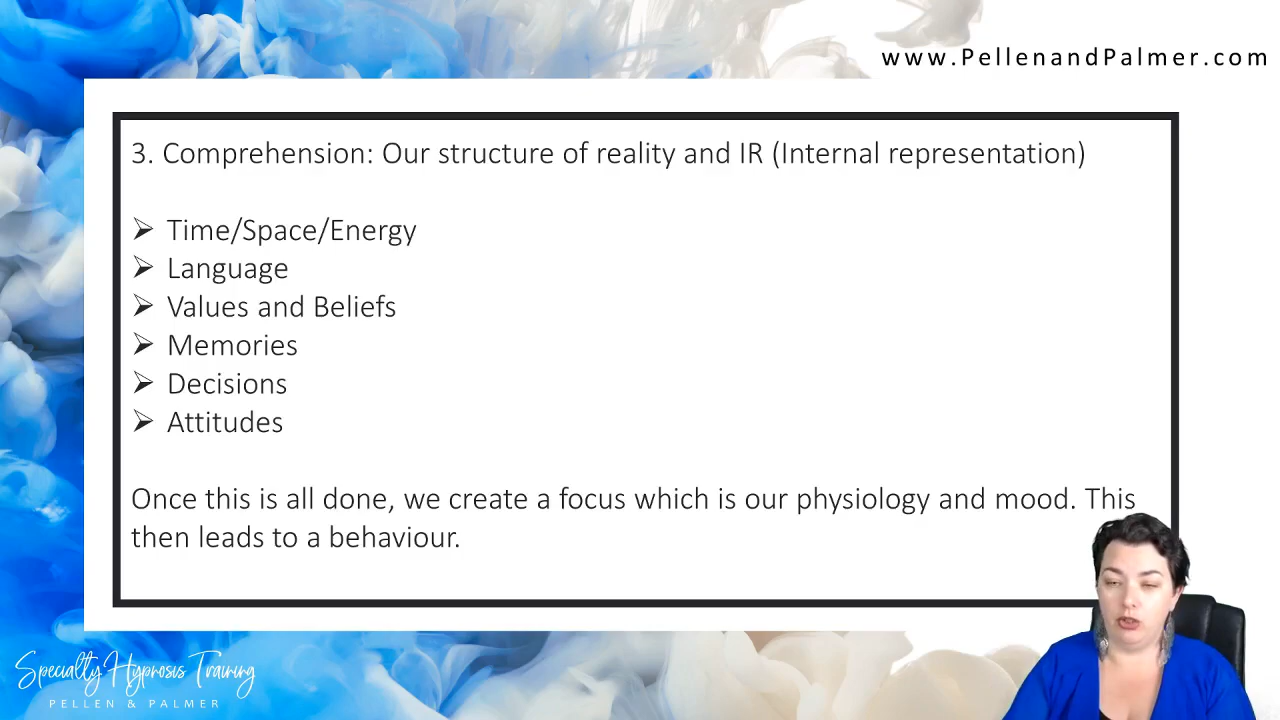 www.PellenandPalmer.com
3. Comprehension: Our structure of reality and IR (Internal representation)
➢ Time/Space/Energy
➢ Language
➢ Values and Beliefs
➢ Memories
➢ Decisions
➢ Attitudes
Once this is all done, we create a focus which is our physiology and mood. This
then leads to a behaviour.
Specialty Hypnosis Training
PELLEN & PALMER